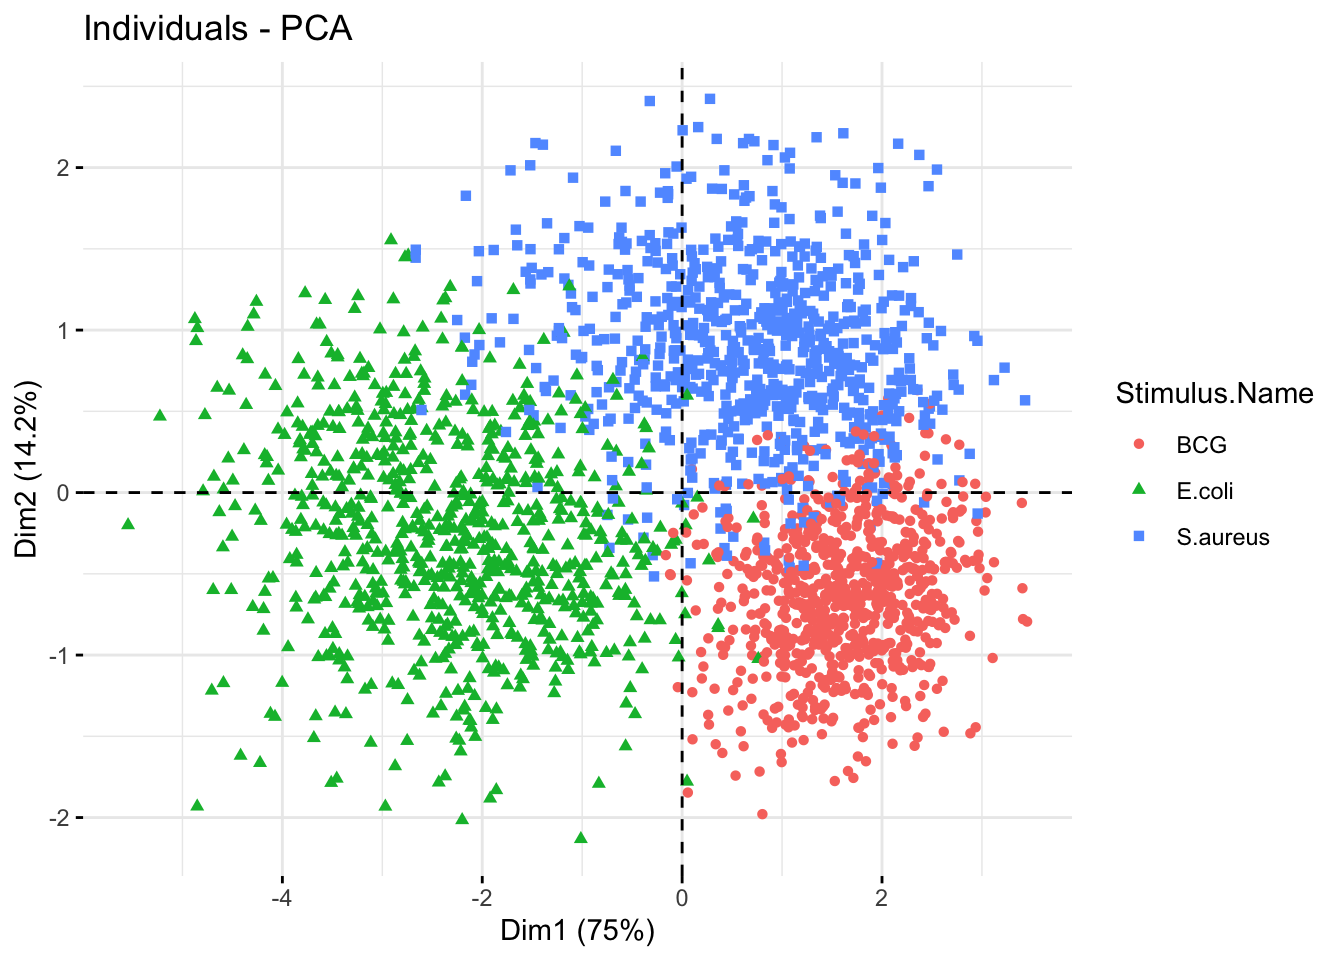 Individuals - PCA
2
1
0
-1
-2
Dim2 (14.2%)
-4
-2
0
2
Dim1 (75%)
Stimulus.Name
BCG
E.coli
S.aureus